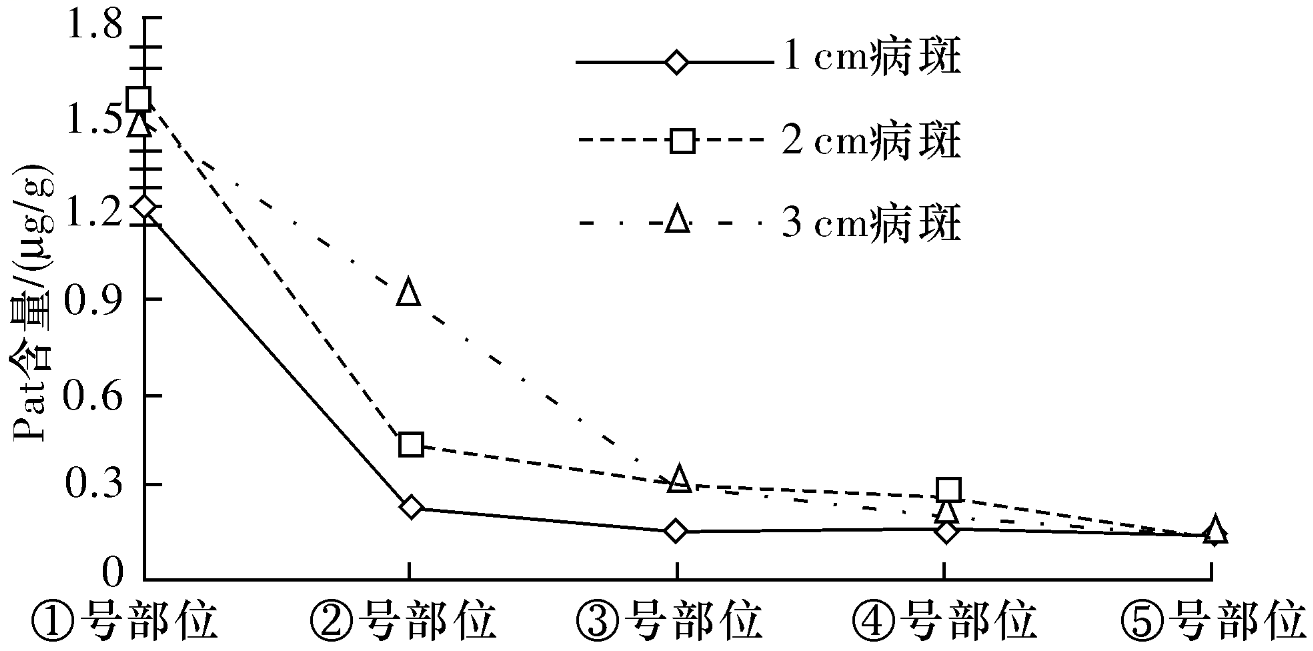 Pat含量/(μg/g)
1.8
1.5
1.2
0.9
0.6
0.3
0
1 cm病斑
2 cm病斑
3 cm病斑
①号部位 ②号部位 ③号部位 ④号部位 ⑤号部位